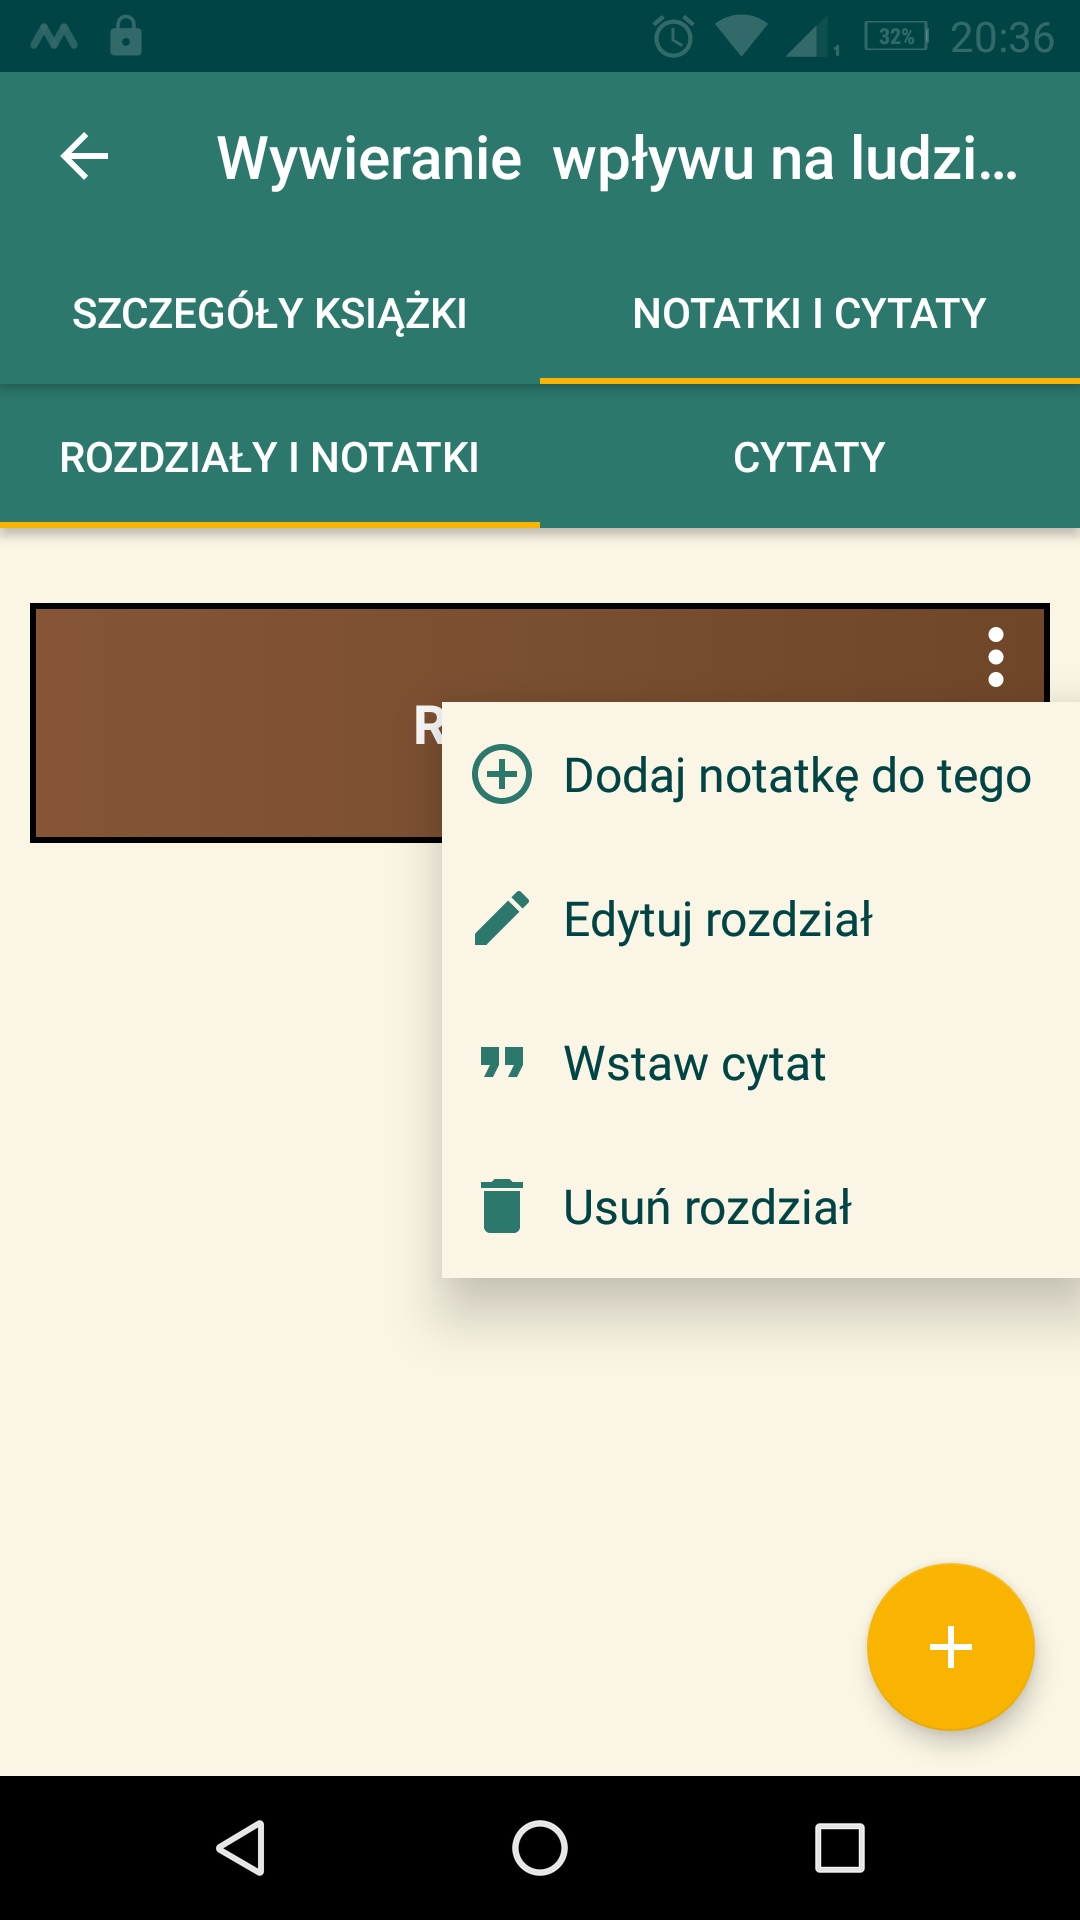 32% 20:36
Wywieranie  wpływu na ludzi...
SZCZEGÓŁY KSIĄŻKI NOTATKI I CYTATY
ROZDZIAŁY I NOTATKI CYTATY
Dodaj notatkę do tego
Edytuj rozdział
Wstaw cytat
Usuń rozdział